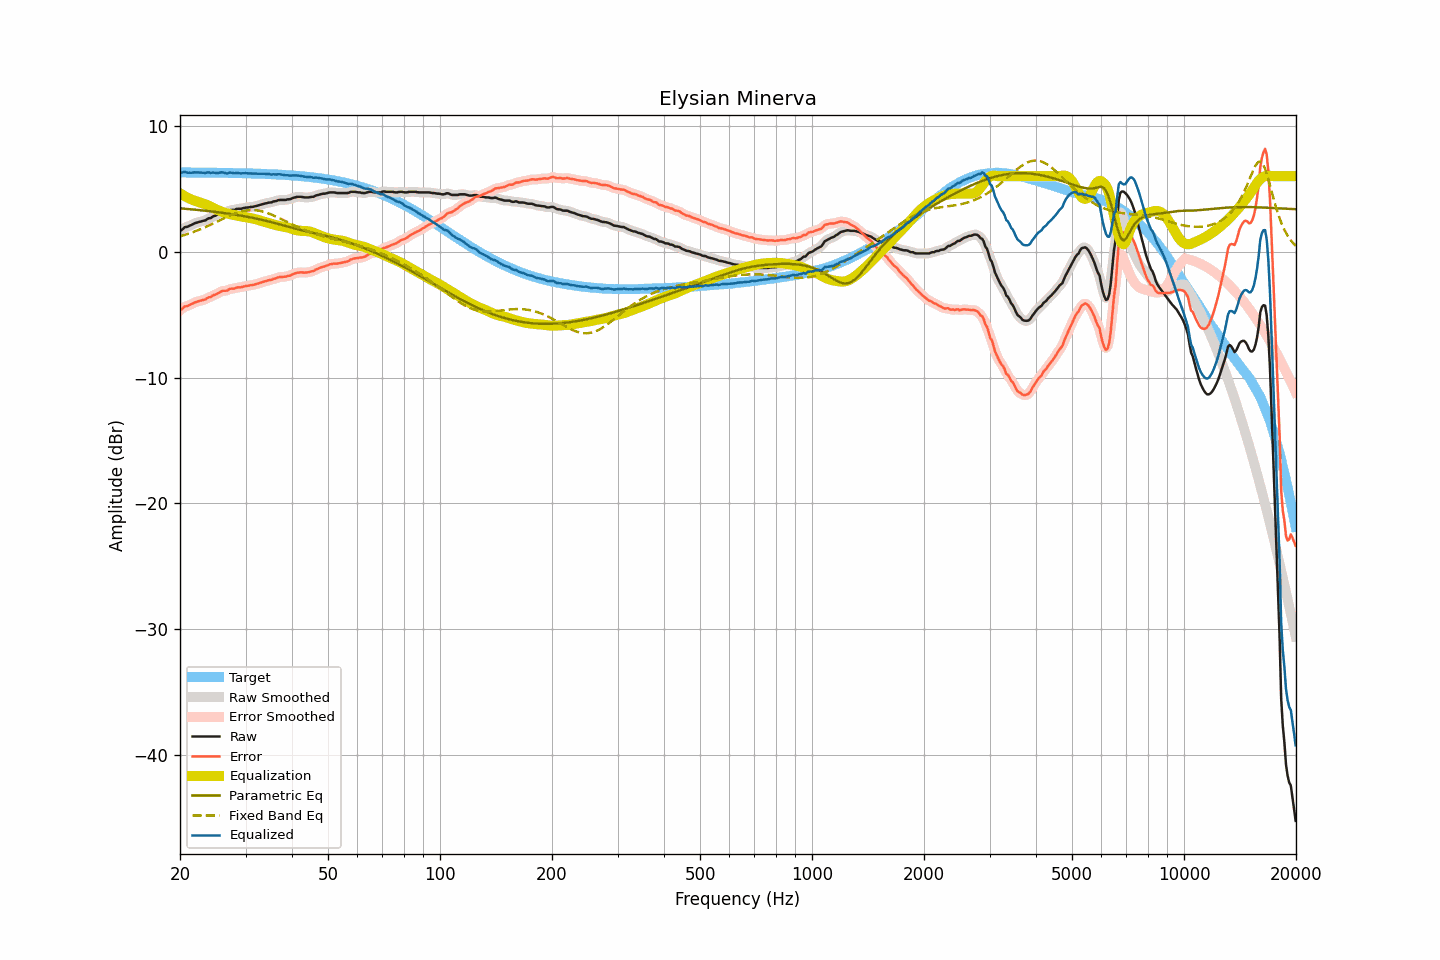 Elysian Minerva
10
0
−10
−20
−30
−40
Amplitude (dBr)
Target
Raw Smoothed
Error Smoothed
Raw
Error
Equalization
Parametric Eq
Fixed Band Eq
Equalized
20 50 100 200 500 1000 2000 5000 10000 20000
Frequency (Hz)